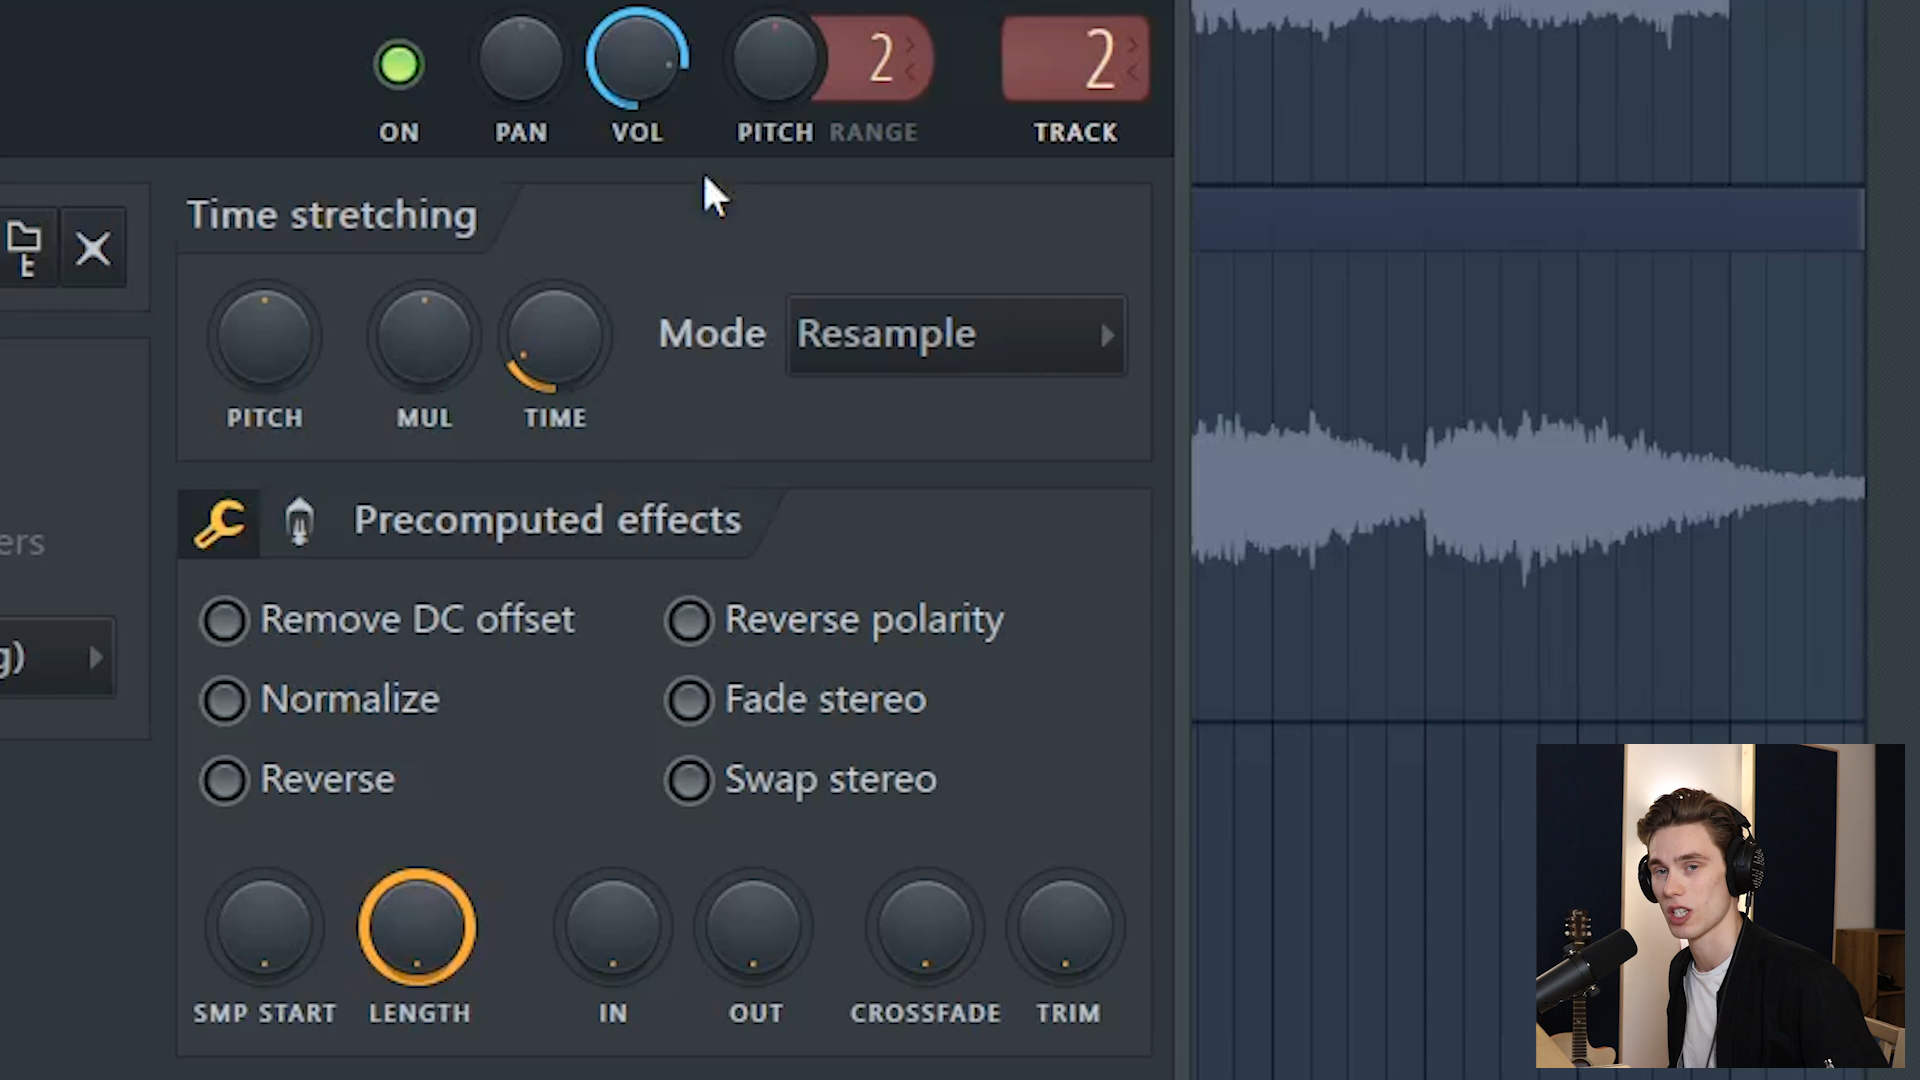 2
2
ON
PAN
VOL
PITCH
RANGE
TRACK
Time stretching
E
PITCH
MUL
TIME
Mode
Resample
Precomputed effects
ers
Remove DC offset
Reverse polarity
g)
Normalize
Fade stereo
Reverse
Swap stereo
SMP START
LENGTH
IN
OUT
CROSSFADE
TRIM